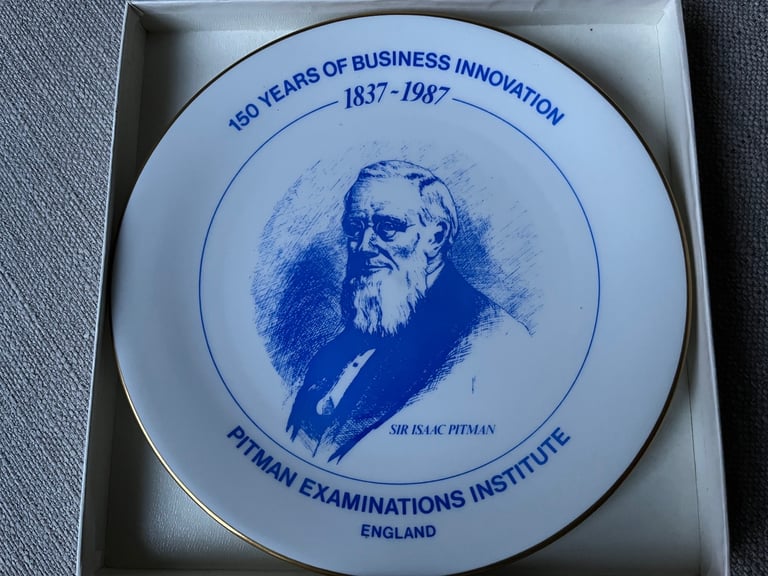 150 YEARS OF BUSINESS INNOVATION
1837-1987
SIR ISAAC PITMAN
PITMAN EXAMINATIONS INSTITUTE
ENGLAND